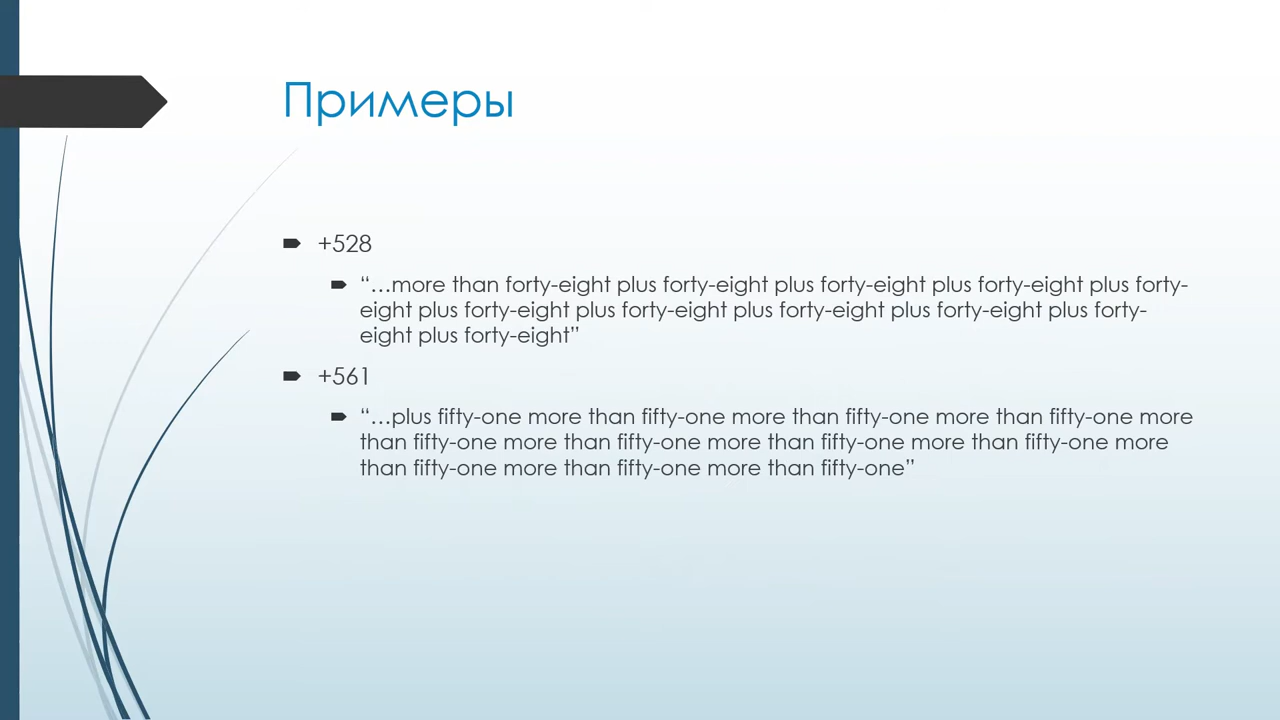 Примеры
+528
“…more than forty-eight plus forty-eight plus forty-eight plus forty-eight plus forty-
eight plus forty-eight plus forty-eight plus forty-eight plus forty-eight plus forty-
eight plus forty-eight”
+561
“…plus fifty-one more than fifty-one more than fifty-one more than fifty-one more
than fifty-one more than fifty-one more than fifty-one more than fifty-one more
than fifty-one more than fifty-one more than fifty-one”